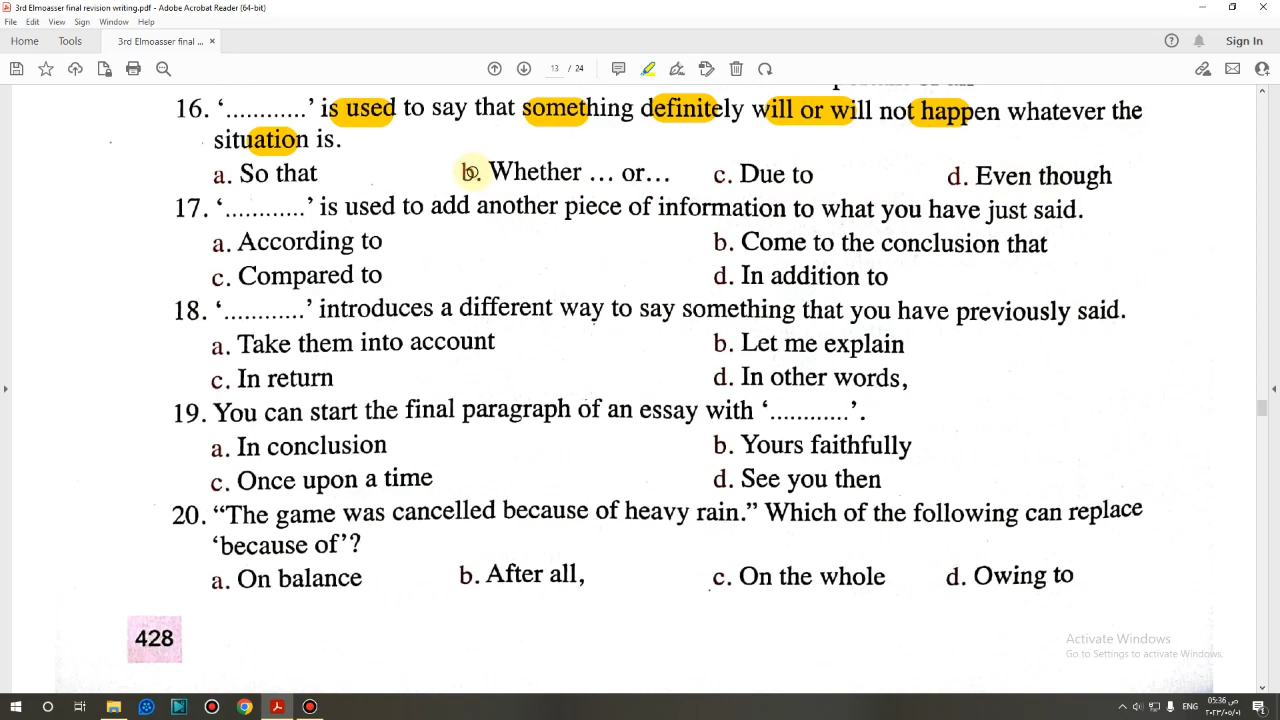 3rd Elmoasser final revision writing.pdf - Adobe Acrobat Reader (64-bit)
File Edit View Sign Window Help
Home Tools 3rd Elmoasser final ... × Sign In
13 / 24
16. ‘............’ is used to say that something definitely will or will not happen whatever the
situation is.
a. So that b. Whether ... or... c. Due to d. Even though
17. ‘............’ is used to add another piece of information to what you have just said.
a. According to b. Come to the conclusion that
c. Compared to d. In addition to
18. ‘............’ introduces a different way to say something that you have previously said.
a. Take them into account b. Let me explain
c. In return d. In other words,
19. You can start the final paragraph of an essay with ‘............’.
a. In conclusion b. Yours faithfully
c. Once upon a time d. See you then
20. “The game was cancelled because of heavy rain.” Which of the following can replace
‘because of’?
a. On balance b. After all, c. On the whole d. Owing to
428
Activate Windows
Go to Settings to activate Windows.
ENG 05:36 ص
٢٠٢٣/٠٥/٠١